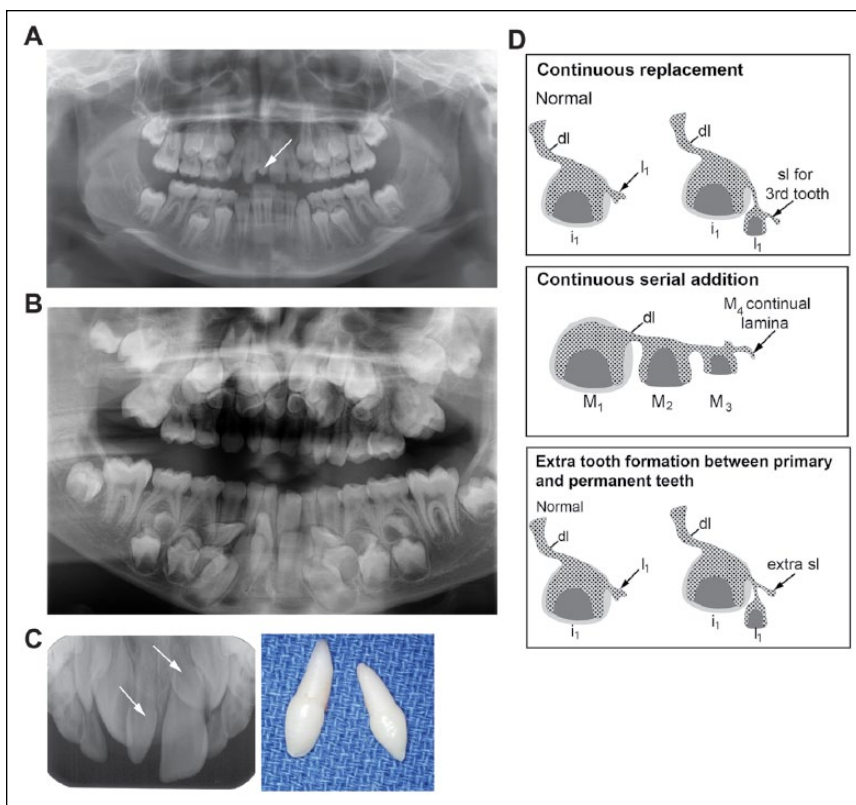 A
B
C
D
Continuous replacement
Normal
dl
I₁
i₁
dl
sl for
3rd tooth
i₁
I₁
Continuous serial addition
M₄ continual
lamina
dl
M₁
M₂
M₃
Extra tooth formation between primary
and permanent teeth
Normal
dl
I₁
i₁
dl
extra sl
i₁
I₁